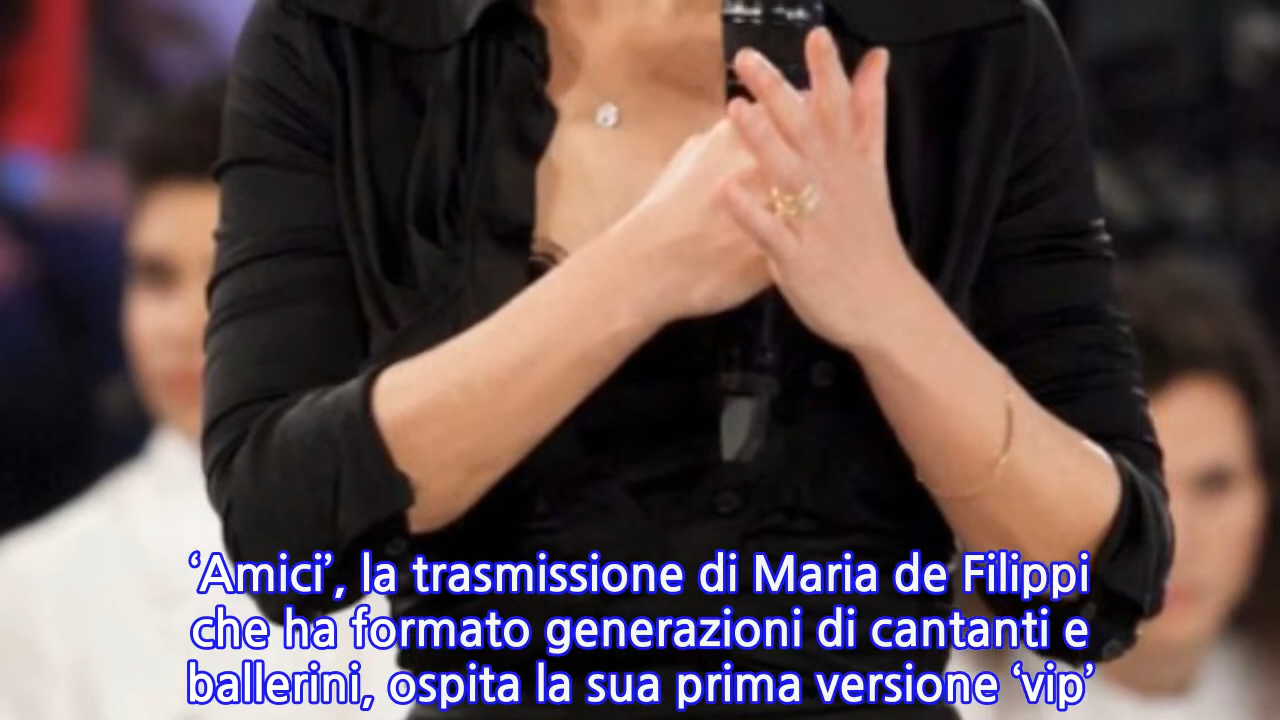 ‘Amici’, la trasmissione di Maria de Filippi
che ha formato generazioni di cantanti e
ballerini, ospita la sua prima versione ‘vip’